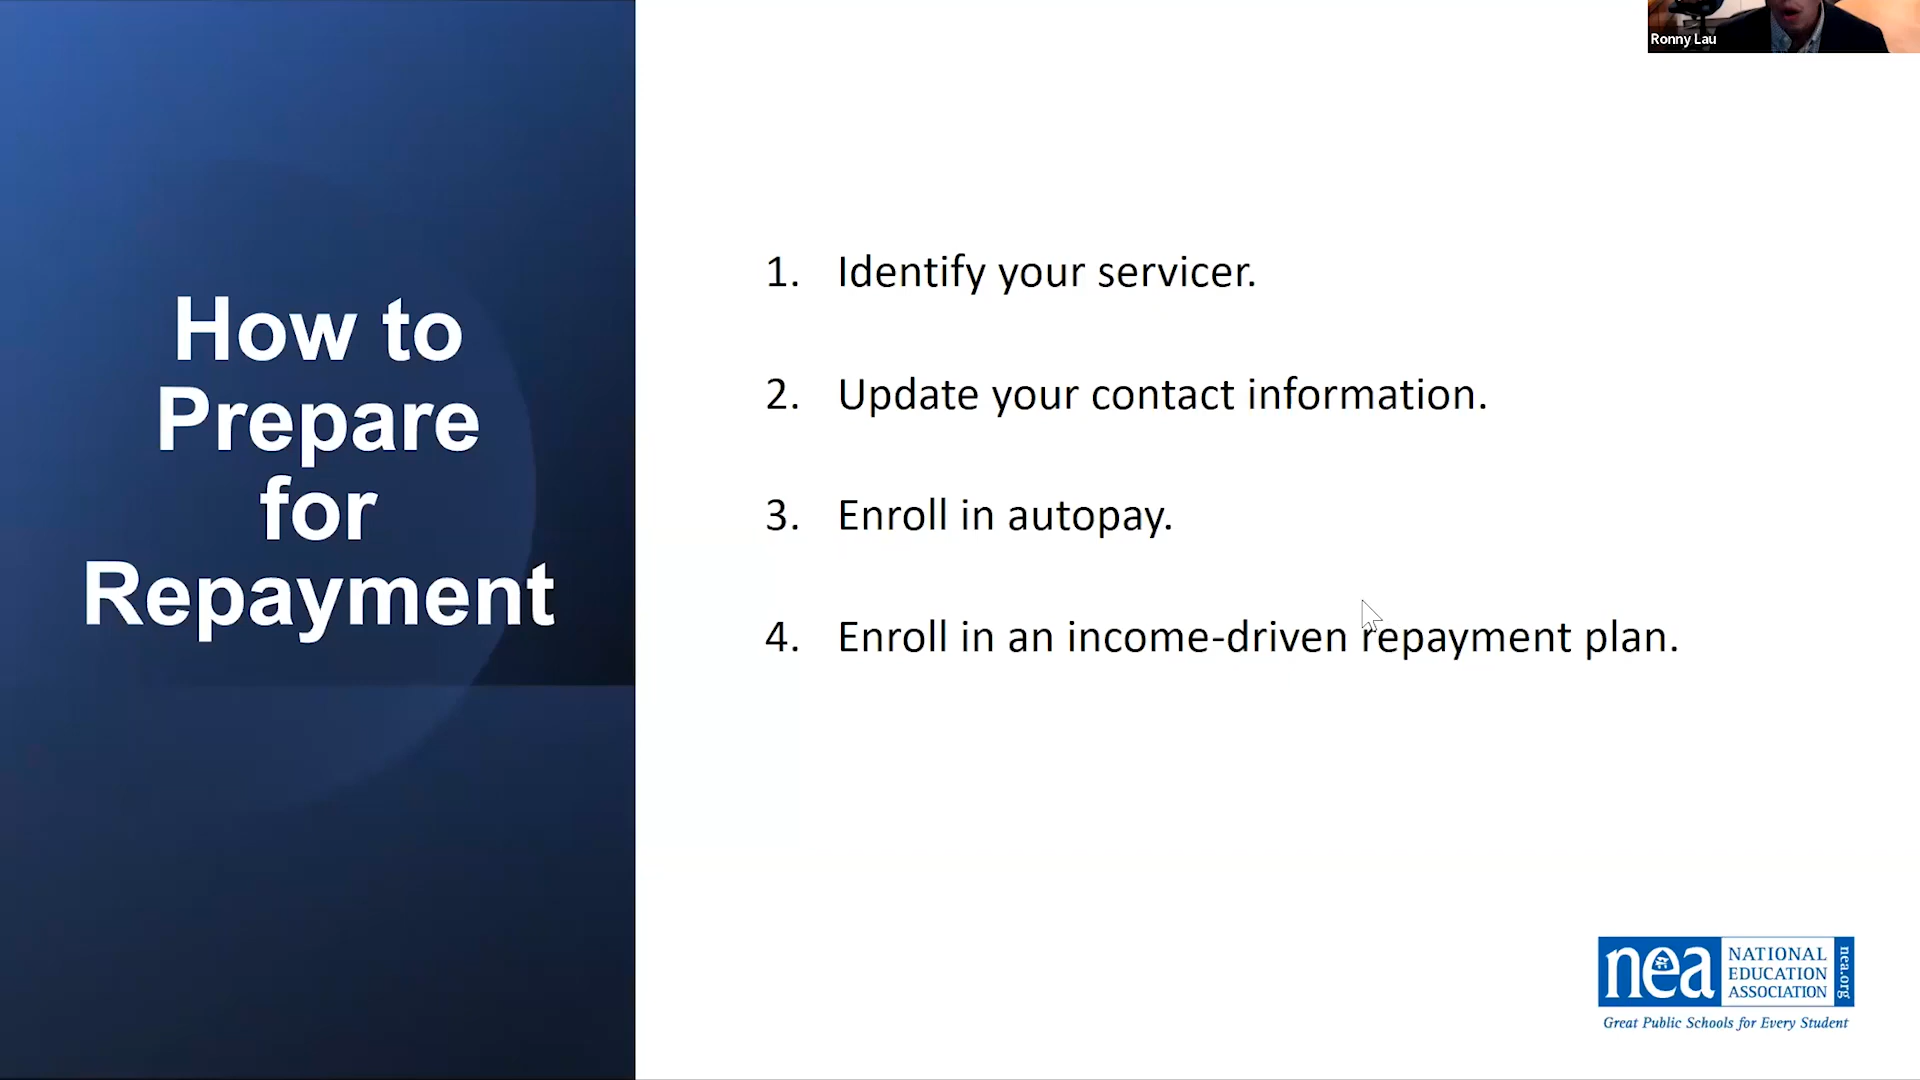 Ronny Lau
How to
Prepare
for
Repayment
1. Identify your servicer.
2. Update your contact information.
3. Enroll in autopay.
4. Enroll in an income-driven repayment plan.
nea
NATIONAL
EDUCATION
ASSOCIATION
nea.org
Great Public Schools for Every Student